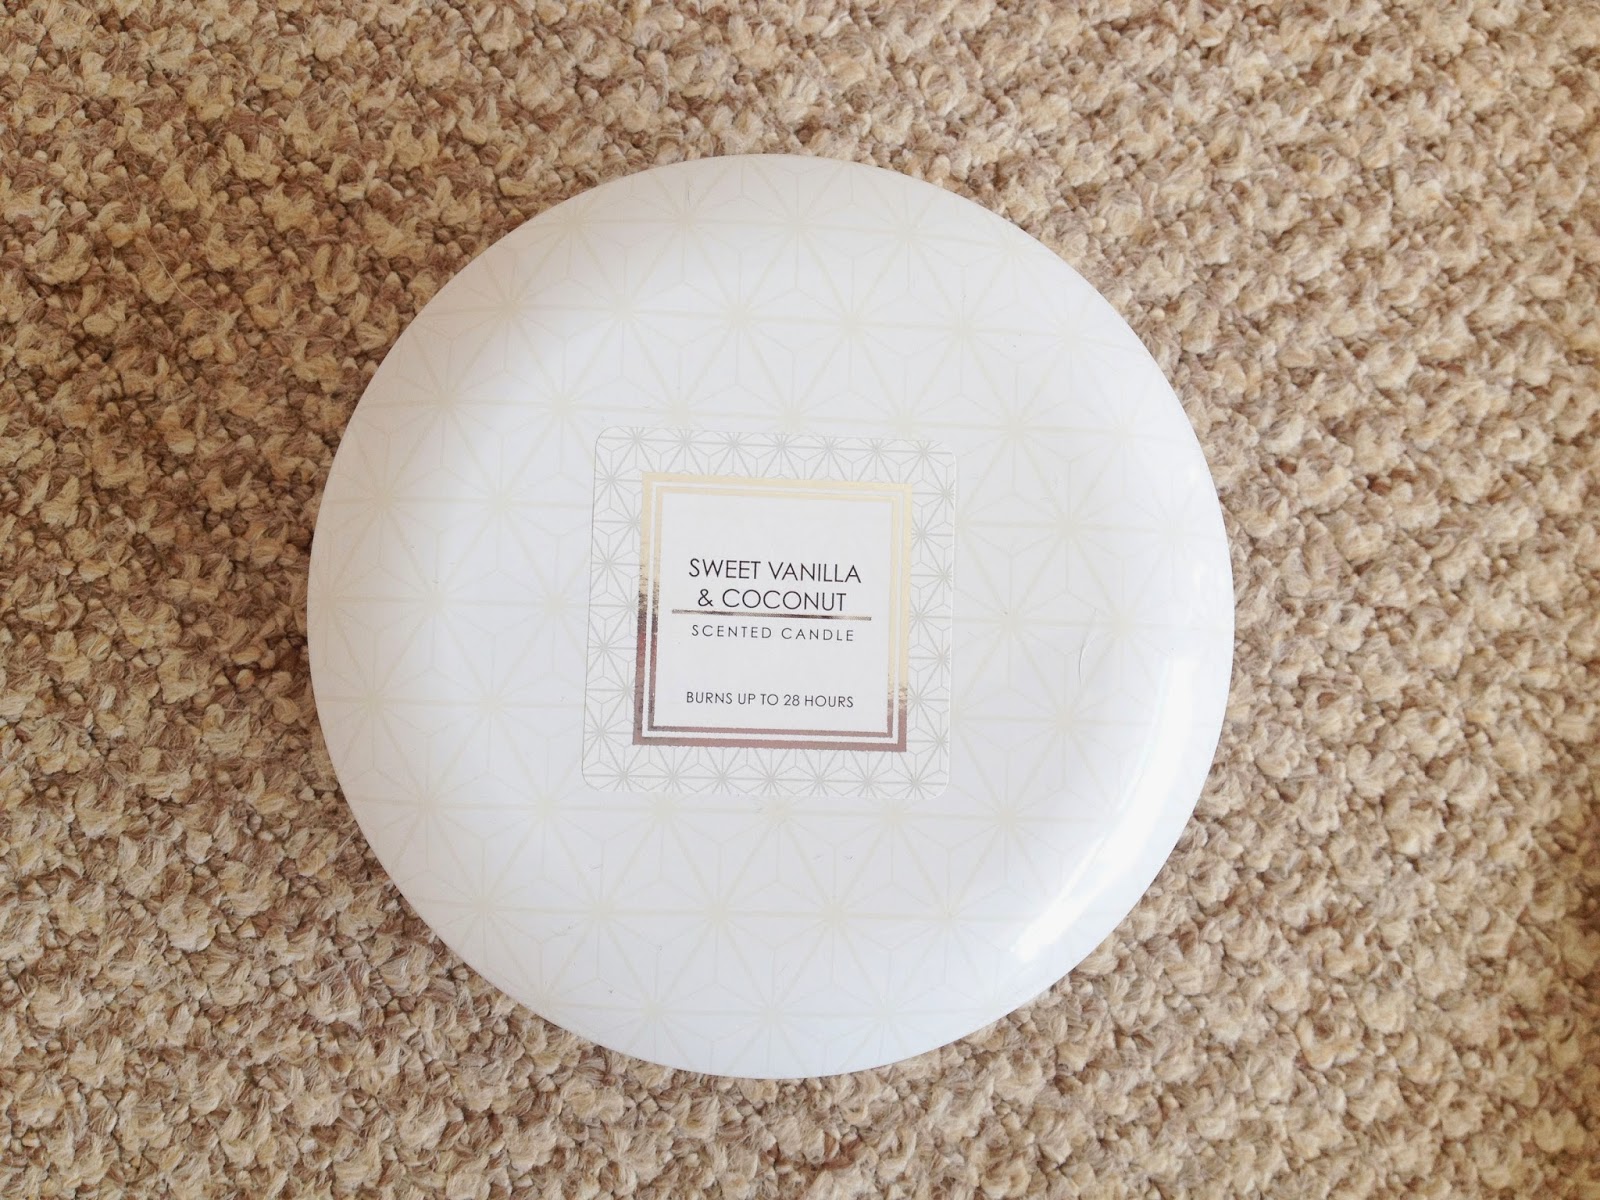 SWEET VANILLA
& COCONUT
SCENTED CANDLE
BURNS UP TO 28 HOURS